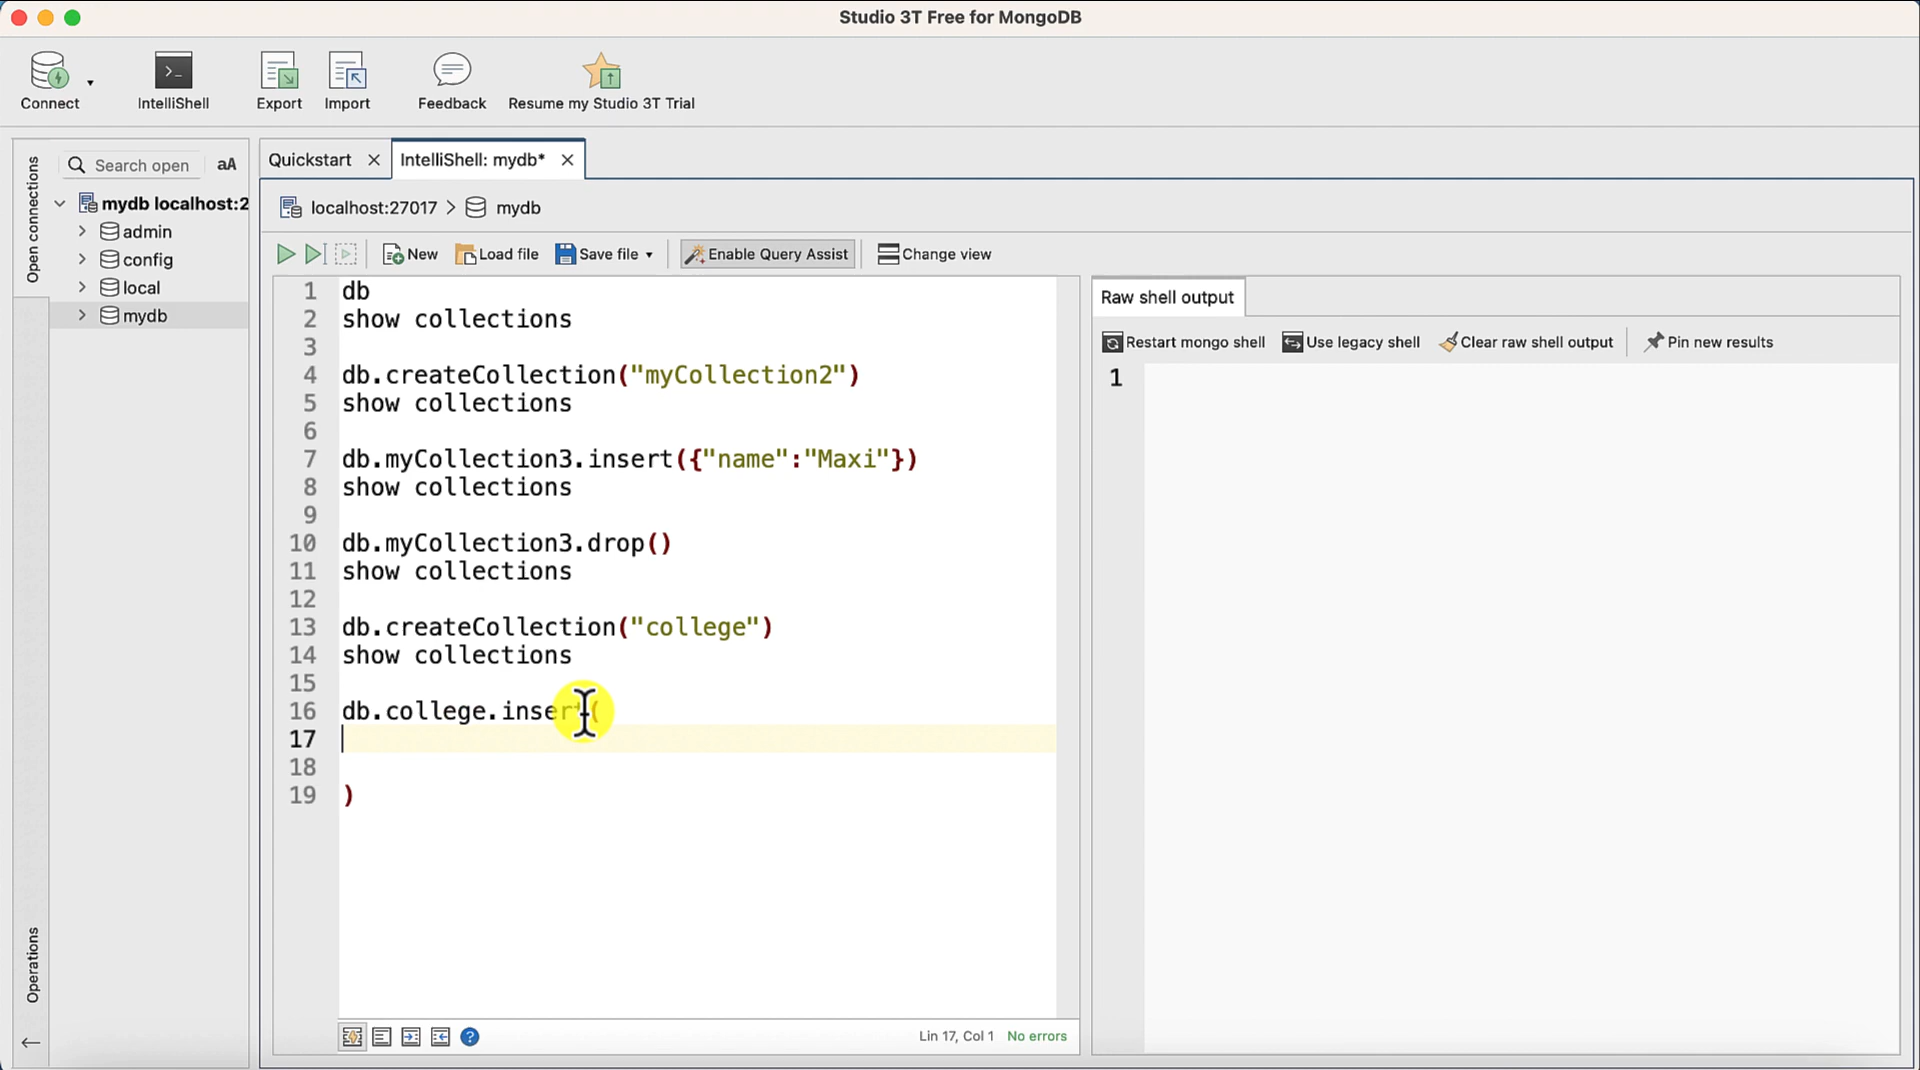 Studio 3T Free for MongoDB
Connect
IntelliShell
Export
Import
Feedback
Resume my Studio 3T Trial
Open connections
Operations
Search open
aA
mydb localhost:2
admin
config
local
mydb
Quickstart
IntelliShell: mydb*
localhost:27017 > mydb
New
Load file
Save file
Enable Query Assist
Change view
1 db
2 show collections
3
4 db.createCollection("myCollection2")
5 show collections
6
7 db.myCollection3.insert({"name":"Maxi"})
8 show collections
9
10 db.myCollection3.drop()
11 show collections
12
13 db.createCollection("college")
14 show collections
15
16 db.college.insert(
17
18
19 )
Lin 17, Col 1
No errors
Raw shell output
Restart mongo shell
Use legacy shell
Clear raw shell output
Pin new results
1